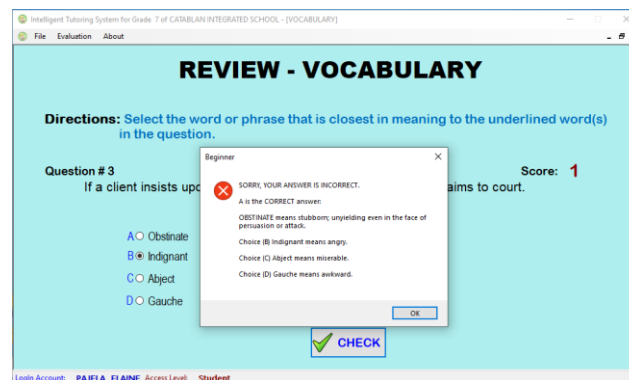 Intelligent Tutoring System for Grade 7 of CATABLAN INTEGRATED SCHOOL - [VOCABULARY]
File Evaluation About
REVIEW - VOCABULARY
Directions: Select the word or phrase that is closest in meaning to the underlined word(s)
in the question.
Question # 3
Score: 1
If a client insists upo
aims to court.
A Obstinate
B Indignant
C Abject
D Gauche
Beginner
SORRY, YOUR ANSWER IS INCORRECT.
A is the CORRECT answer:
OBSTINATE means stubborn; unyielding even in the face of
persuasion or attack.
Choice (B) Indignant means angry.
Choice (C) Abject means miserable.
Choice (D) Gauche means awkward.
OK
CHECK
Login Account: PAJELA, ELAINE Access Level: Student